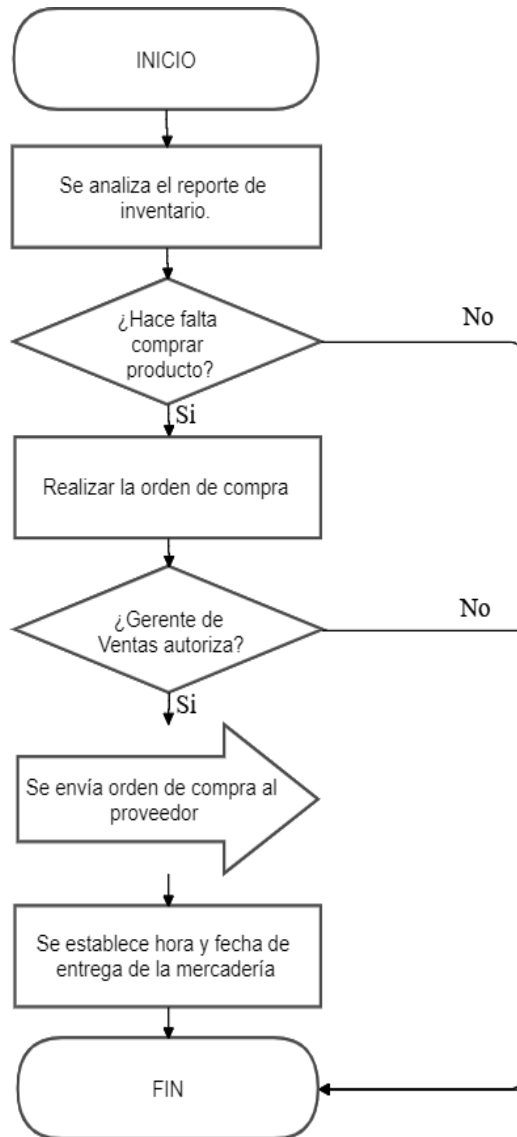 INICIO
Se analiza el reporte de
inventario.
¿Hace falta
comprar
producto?
No
Si
Realizar la orden de compra
¿Gerente de
Ventas autoriza?
No
Si
Se envía orden de compra al
proveedor
Se establece hora y fecha de
entrega de la mercadería
FIN